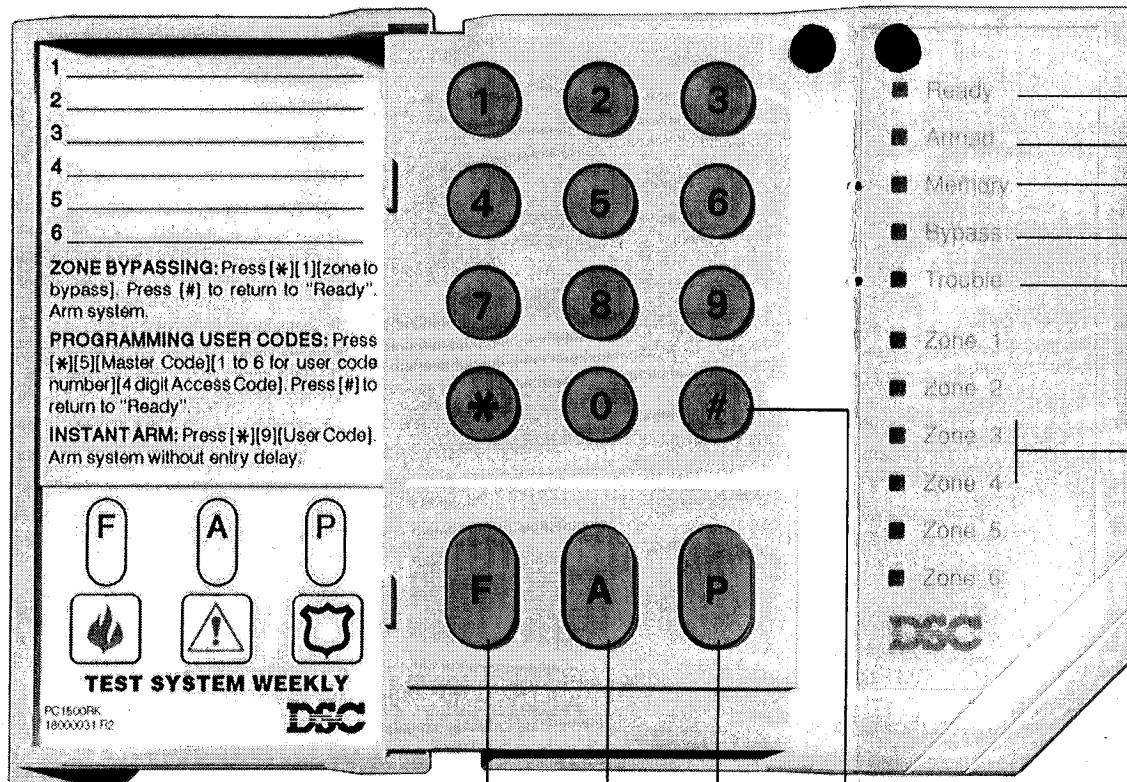 1
2
3
4
5
6
ZONE BYPASSING: Press [*][1][zone to
bypass]. Press [#] to return to "Ready".
Arm system.
PROGRAMMING USER CODES: Press
[*][5][Master Code][1 to 6 for user code
number][4 digit Access Code]. Press [#] to
return to "Ready".
INSTANT ARM: Press [*][9][User Code].
Arm system without entry delay.
F A P
TEST SYSTEM WEEKLY
PC1500RK
18000031 R2
DSC
1 2 3
4 5 6
7 8 9
* 0 #
F A P
Ready
Armed
Memory
Bypass
Trouble
Zone 1
Zone 2
Zone 3
Zone 4
Zone 5
Zone 6
DSC